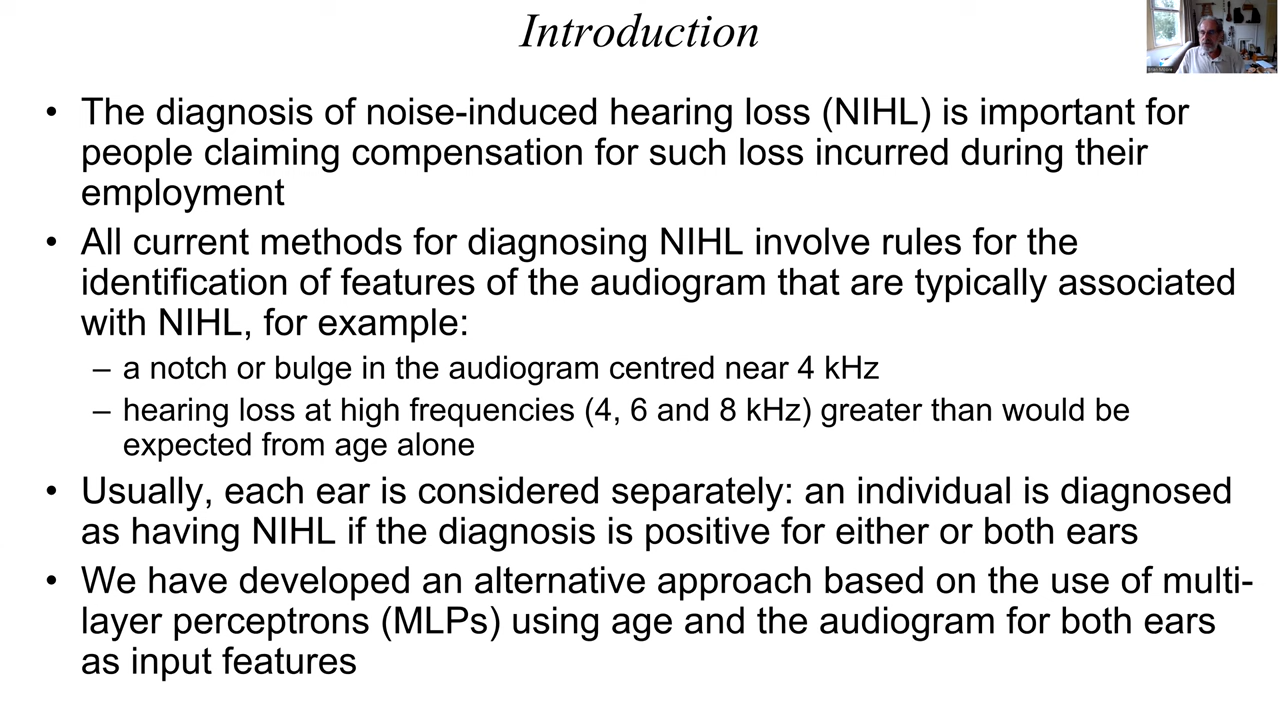 Introduction
• The diagnosis of noise-induced hearing loss (NIHL) is important for
people claiming compensation for such loss incurred during their
employment
• All current methods for diagnosing NIHL involve rules for the
identification of features of the audiogram that are typically associated
with NIHL, for example:
– a notch or bulge in the audiogram centred near 4 kHz
– hearing loss at high frequencies (4, 6 and 8 kHz) greater than would be
expected from age alone
• Usually, each ear is considered separately: an individual is diagnosed
as having NIHL if the diagnosis is positive for either or both ears
• We have developed an alternative approach based on the use of multi-
layer perceptrons (MLPs) using age and the audiogram for both ears
as input features